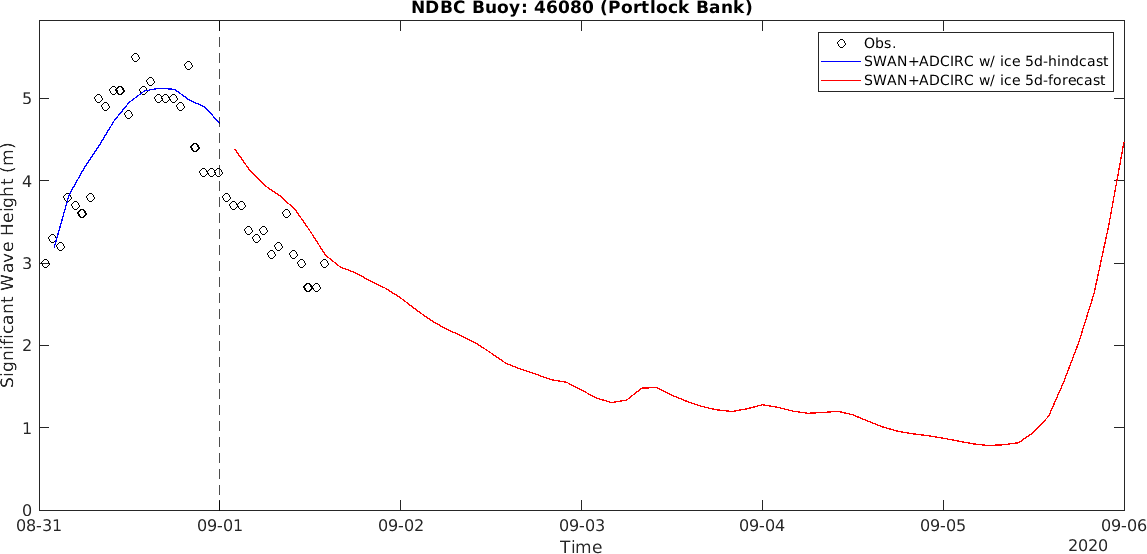 NDBC Buoy: 46080 (Portlock Bank)
Obs.
SWAN+ADCIRC w/ ice 5d-hindcast
SWAN+ADCIRC w/ ice 5d-forecast
Significant Wave Height (m)
5
4
3
2
1
0
08-31 09-01 09-02 09-03 09-04 09-05 09-06
Time
2020